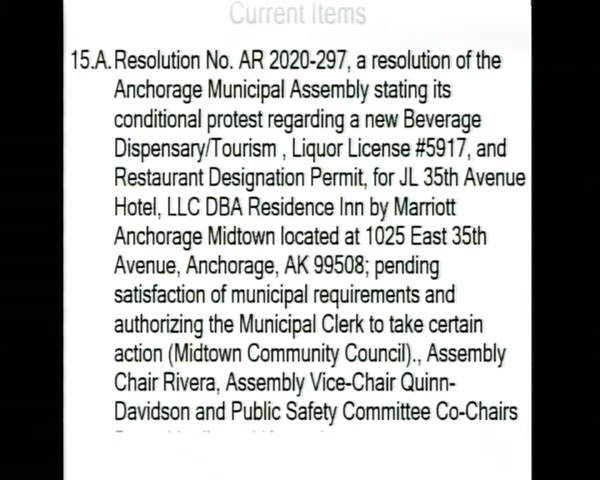 Current Items
15.A. Resolution No. AR 2020-297, a resolution of the
Anchorage Municipal Assembly stating its
conditional protest regarding a new Beverage
Dispensary/Tourism , Liquor License #5917, and
Restaurant Designation Permit, for JL 35th Avenue
Hotel, LLC DBA Residence Inn by Marriott
Anchorage Midtown located at 1025 East 35th
Avenue, Anchorage, AK 99508; pending
satisfaction of municipal requirements and
authorizing the Municipal Clerk to take certain
action (Midtown Community Council)., Assembly
Chair Rivera, Assembly Vice-Chair Quinn-
Davidson and Public Safety Committee Co-Chairs